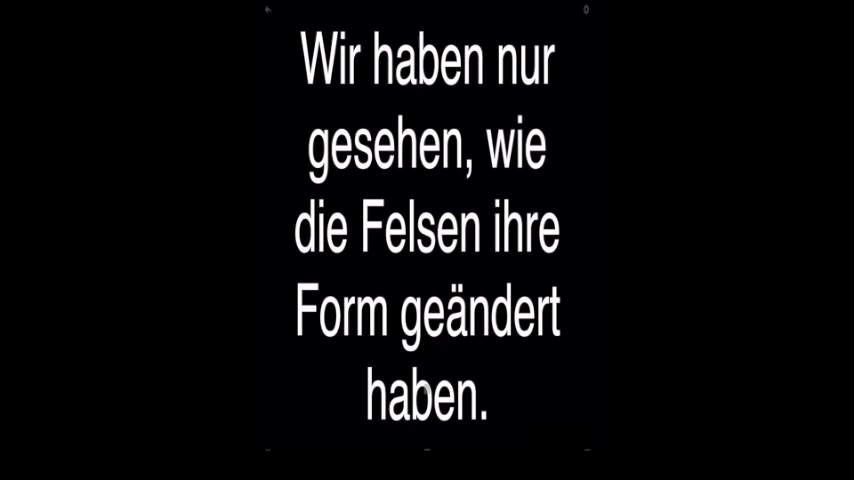 Wir haben nur
gesehen, wie
die Felsen ihre
Form geändert
haben.